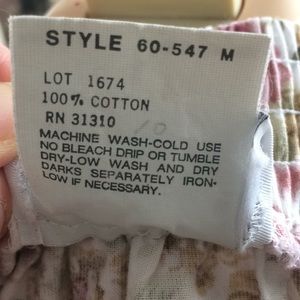 STYLE 60-547 M
LOT 1674
100% COTTON
RN 31310
10
MACHINE WASH-COLD USE
NO BLEACH DRIP OR TUMBLE
DRY-LOW WASH AND DRY
DARKS SEPARATELY IRON-
LOW IF NECESSARY.